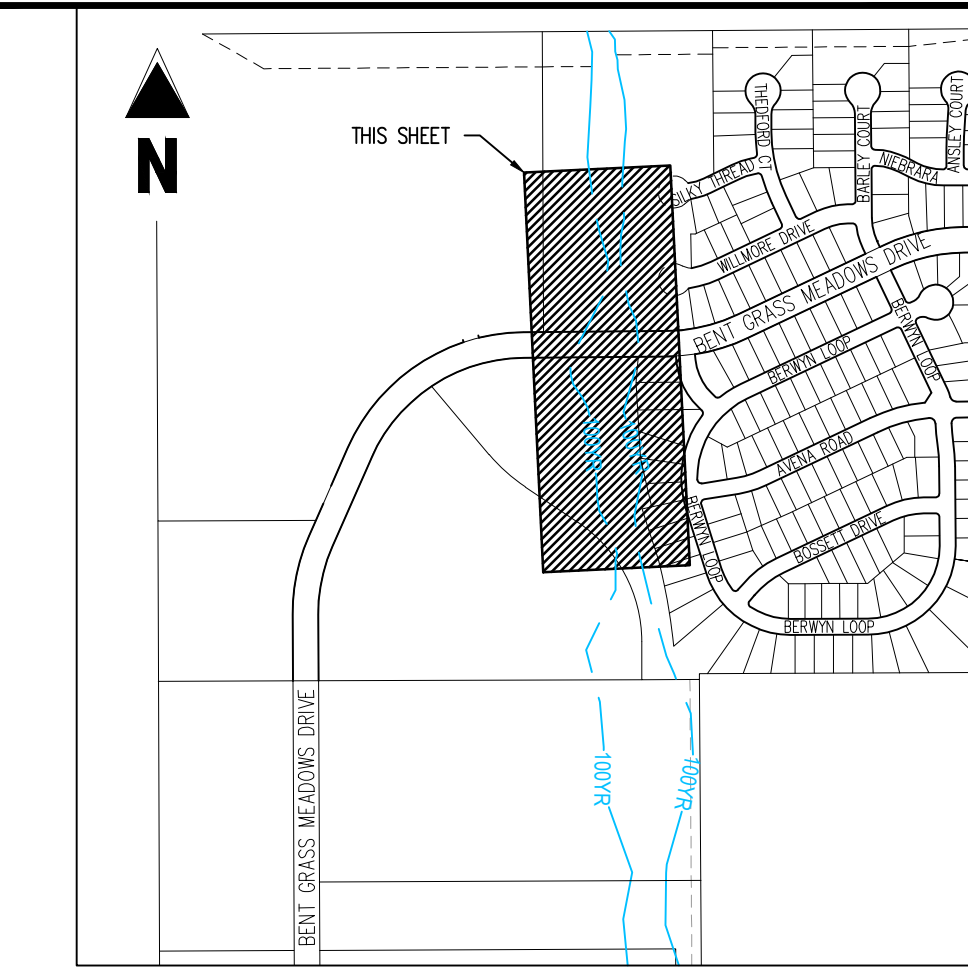 THIS SHEET
N
THEDFORD CT
BARLEY COURT
ANSLEY COURT
NIEBRARA
SILKY THREAD
WILLMORE DRIVE
BENT GRASS MEADOWS DRIVE
BERWYN LOOP
BERWYN LOOP
AVENA ROAD
100YR
100YR
BERWYN LOOP
BOSSETT DRIVE
BERWYN LOOP
BENT GRASS MEADOWS DRIVE
100YR
100YR